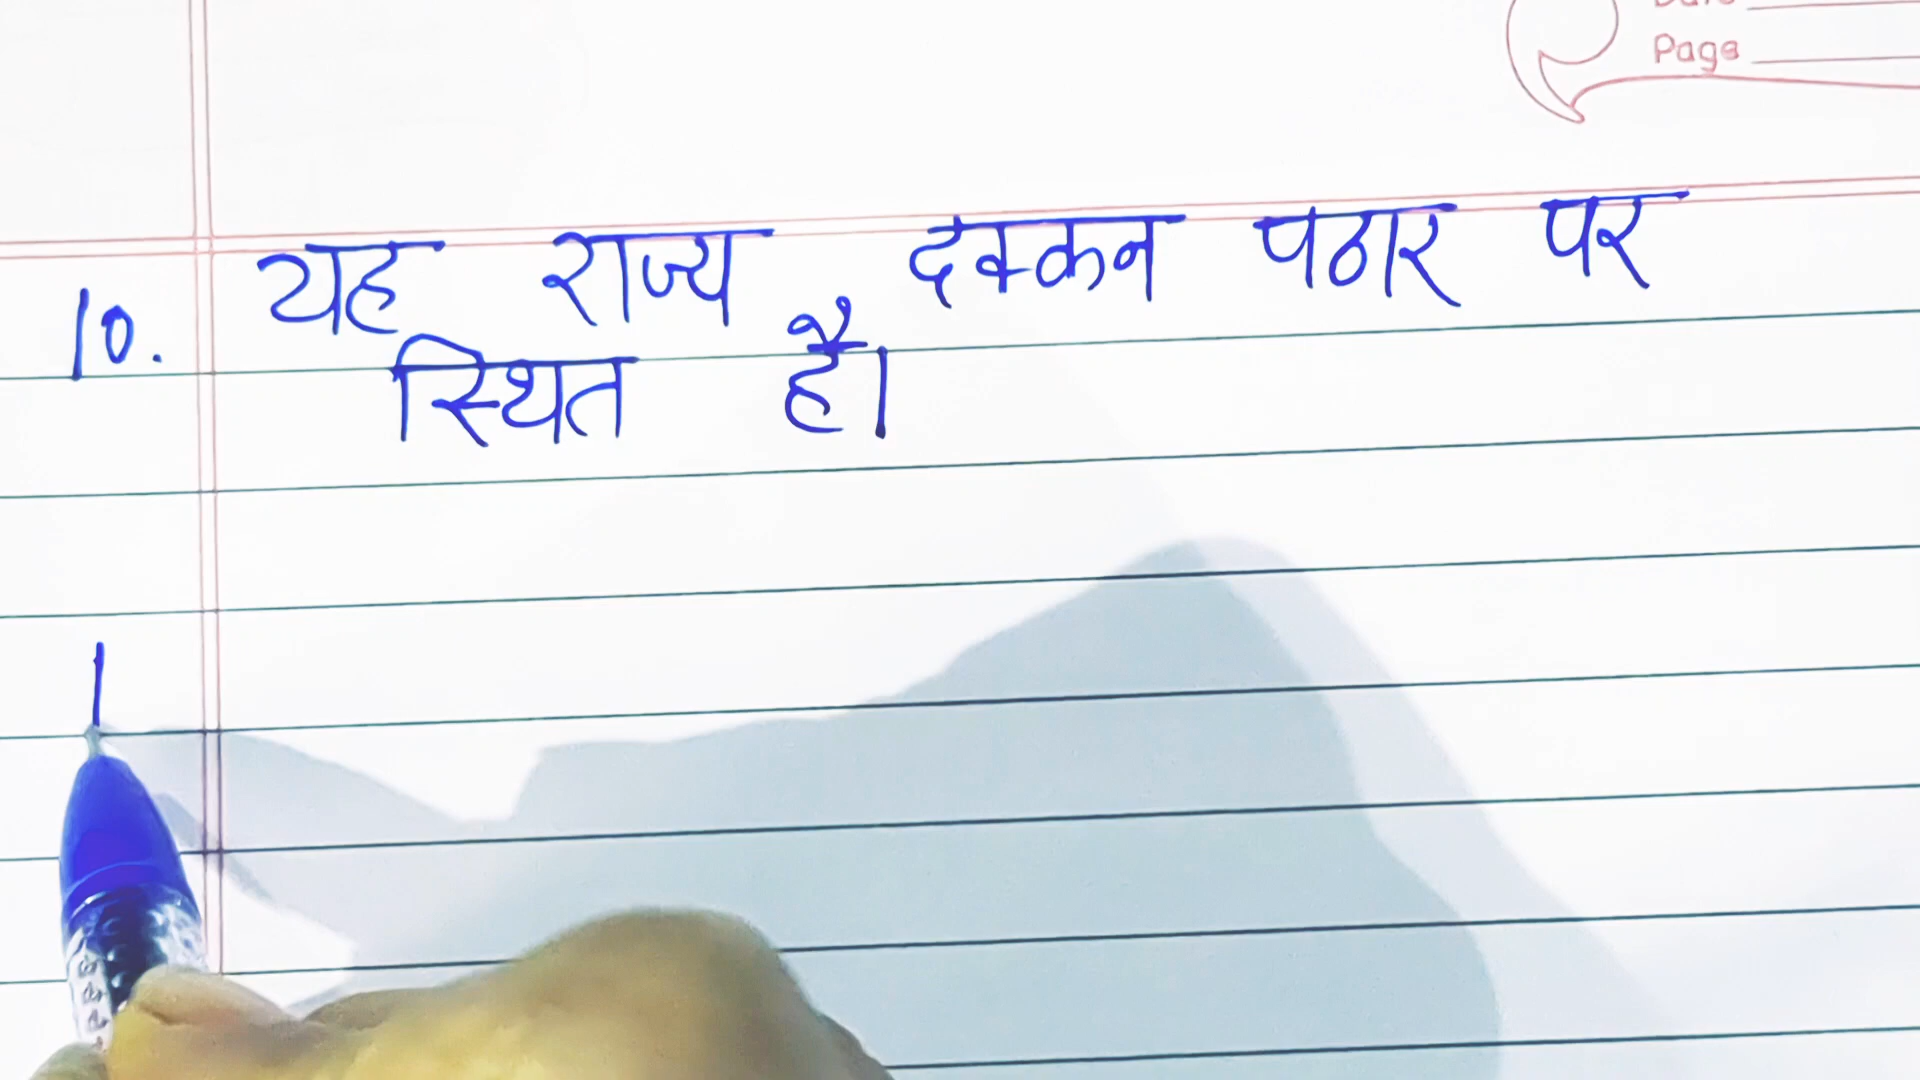 Page
10. यह राज्य दक्कन पठार पर
स्थित है।
1